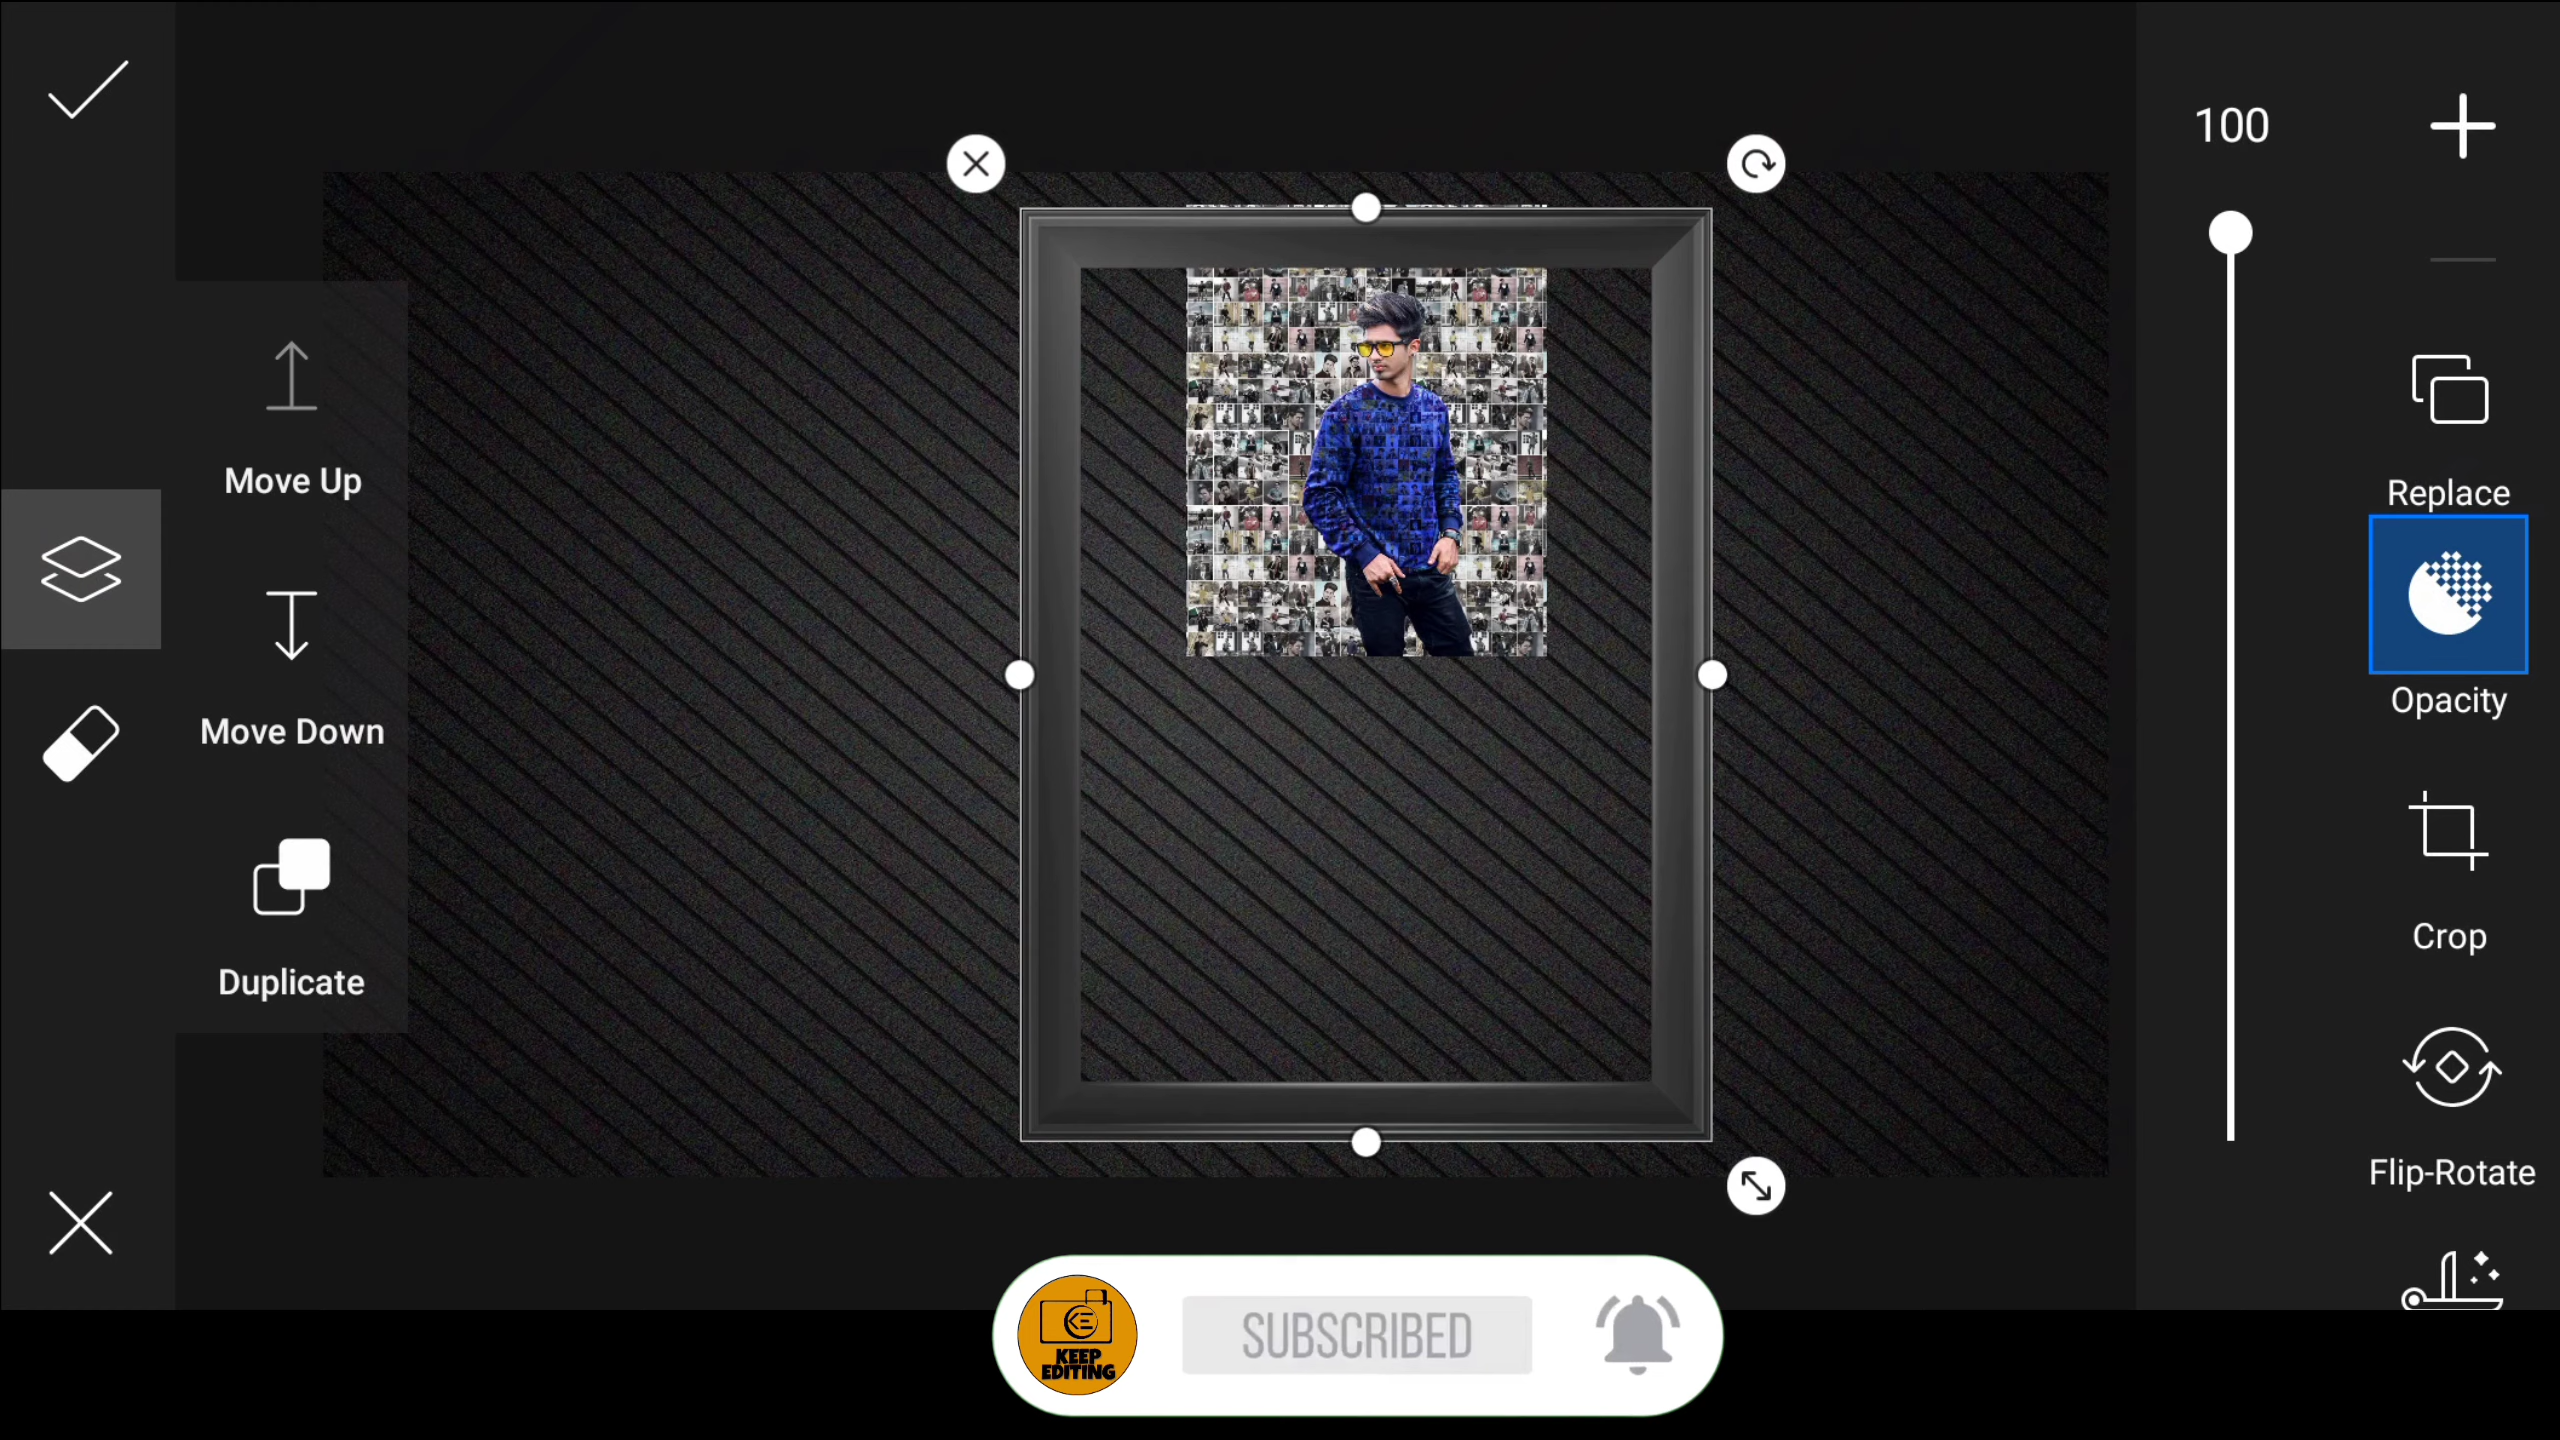 100
Move Up
Replace
Move Down
Opacity
Crop
Duplicate
Flip-Rotate
KEEP
EDITING
SUBSCRIBED